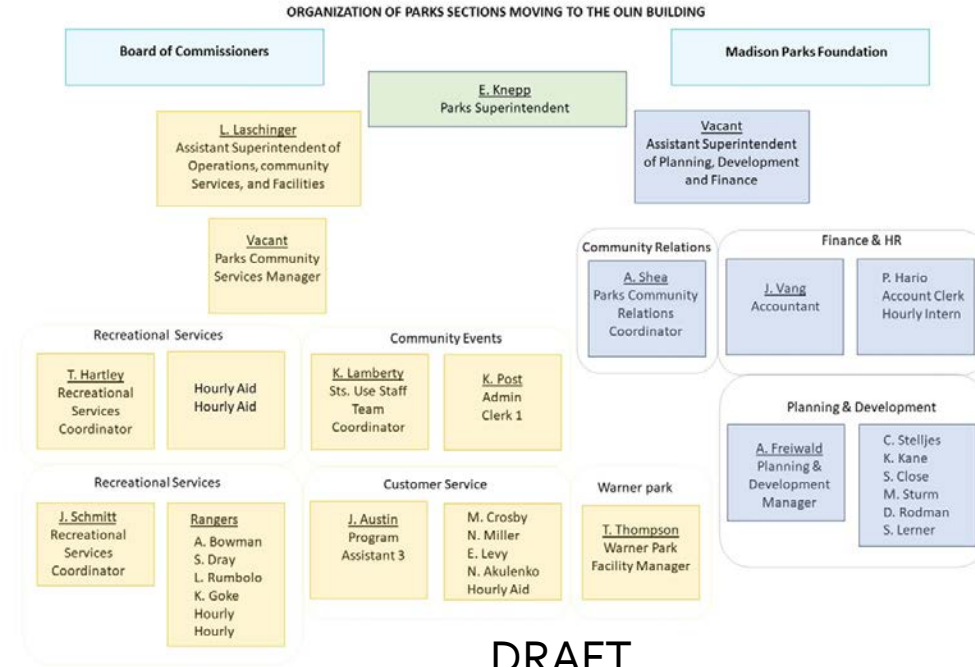 ORGANIZATION OF PARKS SECTIONS MOVING TO THE OLIN BUILDING
Board of Commissioners
Madison Parks Foundation
E. Knepp
Parks Superintendent
L. Laschinger
Assistant Superintendent of
Operations, community
Services, and Facilities
Vacant
Assistant Superintendent
of Planning, Development
and Finance
Vacant
Parks Community
Services Manager
Community Relations
A. Shea
Parks Community
Relations
Coordinator
Finance & HR
J. Vang
Accountant
P. Hario
Account Clerk
Hourly Intern
Recreational Services
T. Hartley
Recreational
Services
Coordinator
Hourly Aid
Hourly Aid
Community Events
K. Lamberty
Sts. Use Staff
Team
Coordinator
K. Post
Admin
Clerk 1
Planning & Development
A. Freiwald
Planning &
Development
Manager
C. Stelljes
K. Kane
S. Close
M. Sturm
D. Rodman
S. Lerner
Recreational Services
J. Schmitt
Recreational
Services
Coordinator
Rangers
A. Bowman
S. Dray
L. Rumbolo
K. Goke
Hourly
Hourly
Customer Service
J. Austin
Program
Assistant 3
M. Crosby
N. Miller
E. Levy
N. Akulenko
Hourly Aid
Warner park
T. Thompson
Warner Park
Facility Manager
DRAFT